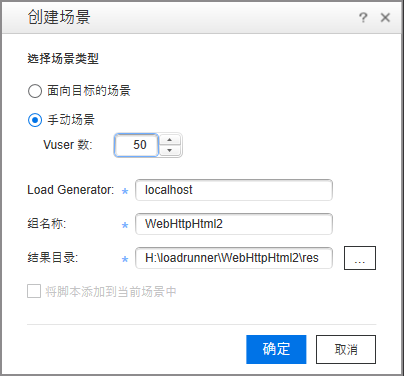 创建场景 ?
选择场景类型
面向目标的场景
手动场景
Vuser 数: 50
Load Generator: * localhost
组名称: * WebHttpHtml2
结果目录: * H:\loadrunner\WebHttpHtml2\res ...
将脚本添加到当前场景中
确定 取消